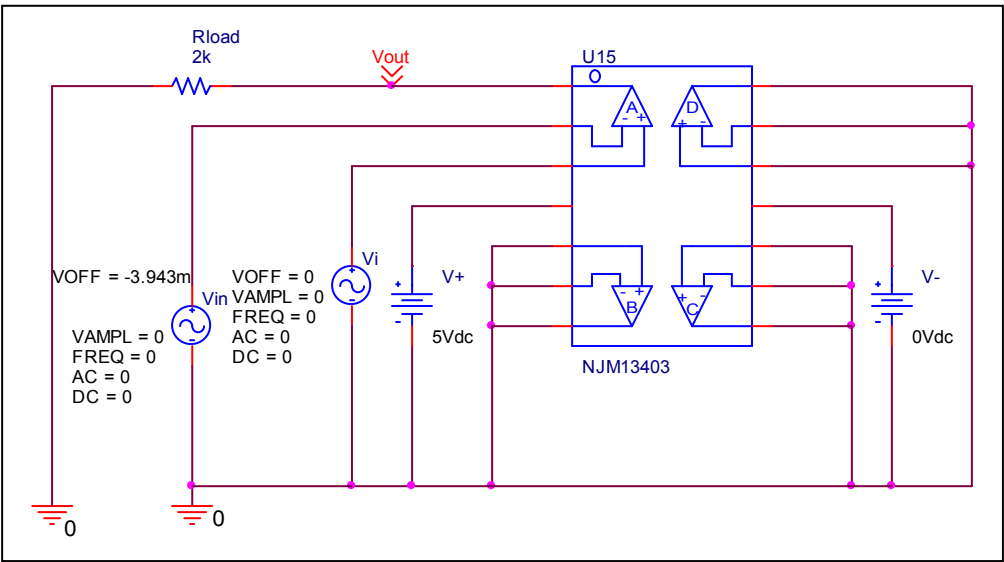 Rload
2k
Vout
U15
A
- +
D
+ -
VOFF = -3.943m
Vin
VAMPL = 0
FREQ = 0
AC = 0
DC = 0
VOFF = 0
VAMPL = 0
FREQ = 0
AC = 0
DC = 0
Vi
+
-
+
-
V+
+
-
5Vdc
- +
B
+ -
C
V-
+
-
0Vdc
NJM13403
0
0